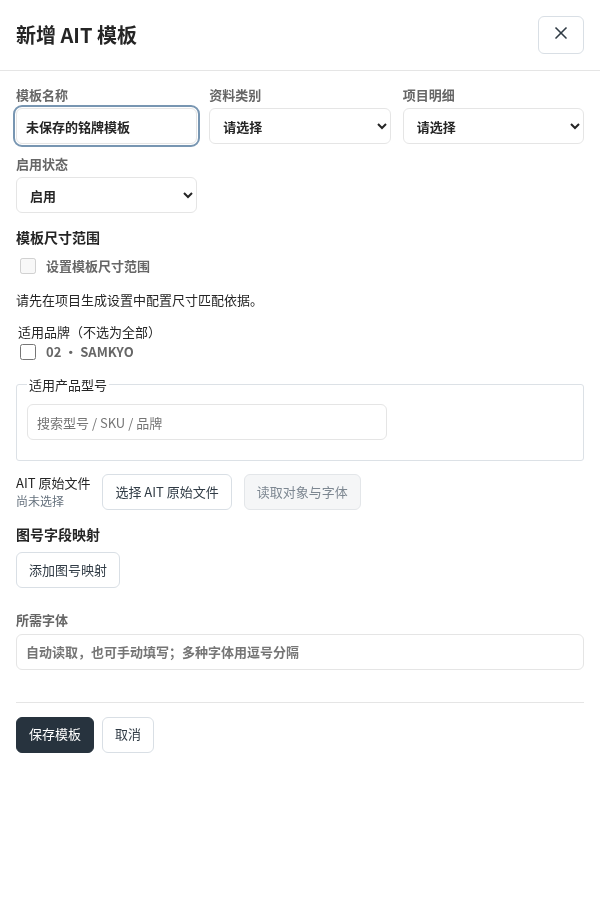 新增 AIT 模板
模板名称
资料类别
项目明细
未保存的铭牌模板
请选择
请选择
启用状态
启用
模板尺寸范围
设置模板尺寸范围
请先在项目生成设置中配置尺寸匹配依据。
适用品牌（不选为全部）
02 · SAMKYO
适用产品型号
搜索型号 / SKU / 品牌
AIT 原始文件
尚未选择
选择 AIT 原始文件
读取对象与字体
图号字段映射
添加图号映射
所需字体
自动读取，也可手动填写；多种字体用逗号分隔
保存模板
取消